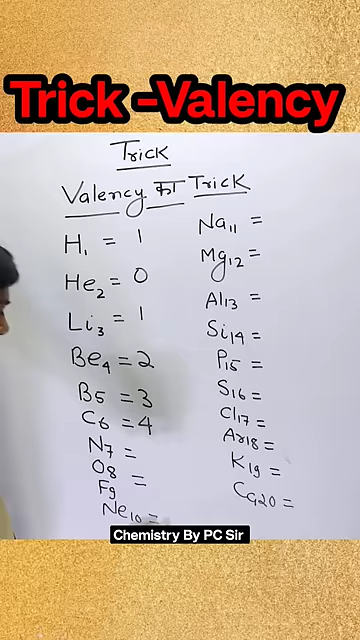 Trick -Valency
Trick
Valency का Trick
H₁ = 1
He₂ = 0
Li₃ = 1
Be₄ = 2
B₅ = 3
C₆ = 4
N₇ =
O₈ =
F₉
Ne₁₀ =
Na₁₁ =
Mg₁₂ =
Al₁₃ =
Si₁₄ =
P₁₅ =
S₁₆ =
Cl₁₇ =
Ar₁₈ =
K₁₉ =
Ca₂₀ =
Chemistry By PC Sir